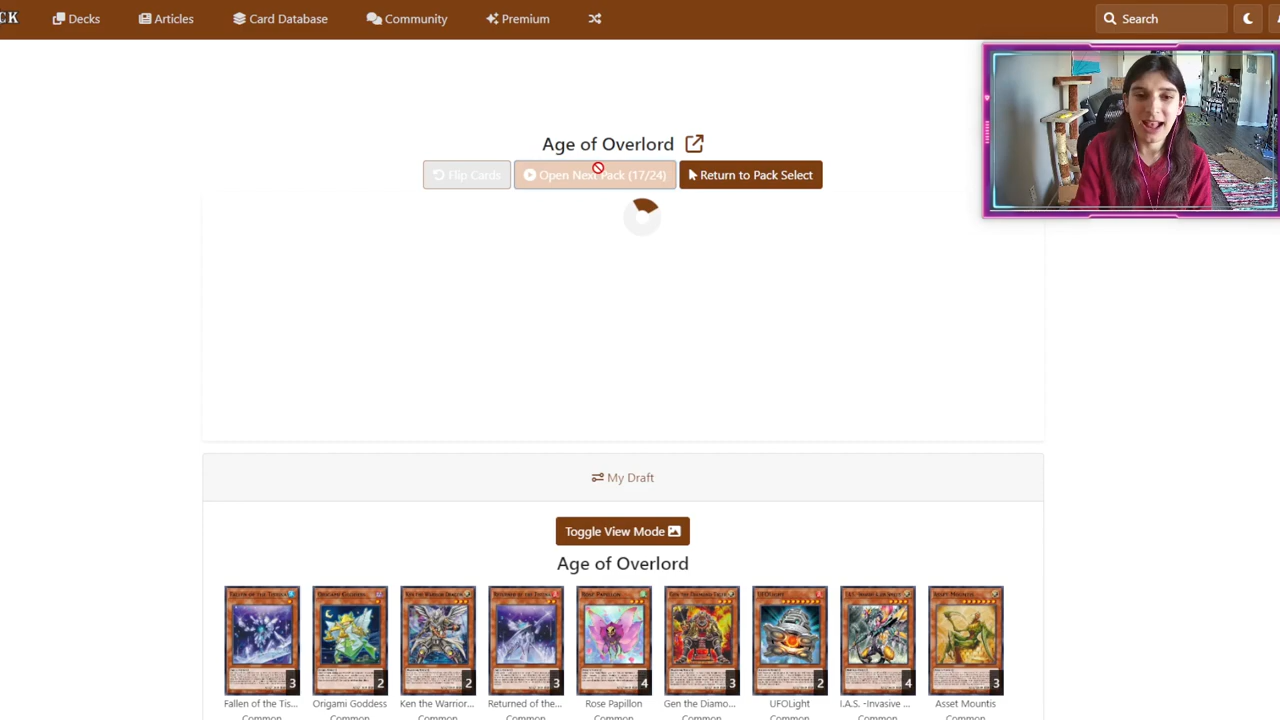 CK Decks Articles Card Database Community Premium Search
Age of Overlord
Flip Cards Open Next Pack (17/24) Return to Pack Select
My Draft
Toggle View Mode
Age of Overlord
3 2 2 3 4 3 2 4 3
Fallen of the Tis... Origami Goddess Ken the Warrior... Returned of the... Rose Papillon Gen the Diamo... UFOLight I.A.S. -Invasive ... Asset Mountis
Common Common Common Common Common Common Common Common Common